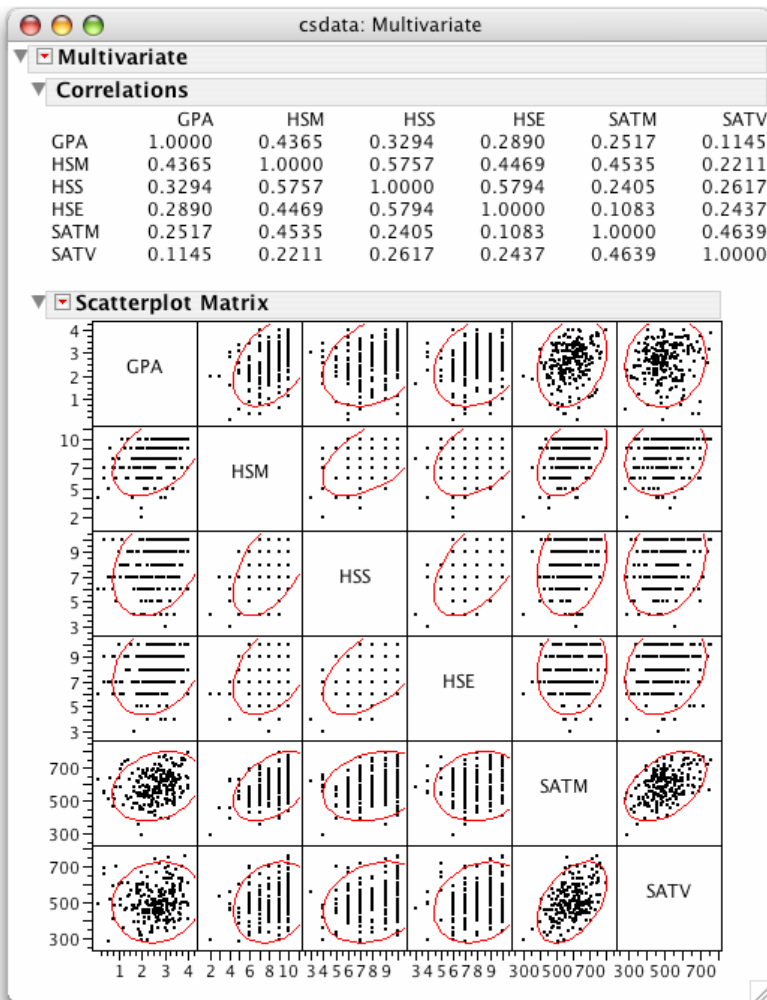 csdata: Multivariate
Multivariate
Correlations
GPA HSM HSS HSE SATM SATV
GPA 1.0000 0.4365 0.3294 0.2890 0.2517 0.1145
HSM 0.4365 1.0000 0.5757 0.4469 0.4535 0.2211
HSS 0.3294 0.5757 1.0000 0.5794 0.2405 0.2617
HSE 0.2890 0.4469 0.5794 1.0000 0.1083 0.2437
SATM 0.2517 0.4535 0.2405 0.1083 1.0000 0.4639
SATV 0.1145 0.2211 0.2617 0.2437 0.4639 1.0000
Scatterplot Matrix
4
3
2
1
GPA
10
7
5
2
HSM
9
7
5
3
HSS
9
7
5
3
HSE
700
500
300
SATM
700
500
300
SATV
1 2 3 4 2 4 6 8 10 3 4 5 6 7 8 9 3 4 5 6 7 8 9 300 500 700 300 500 700